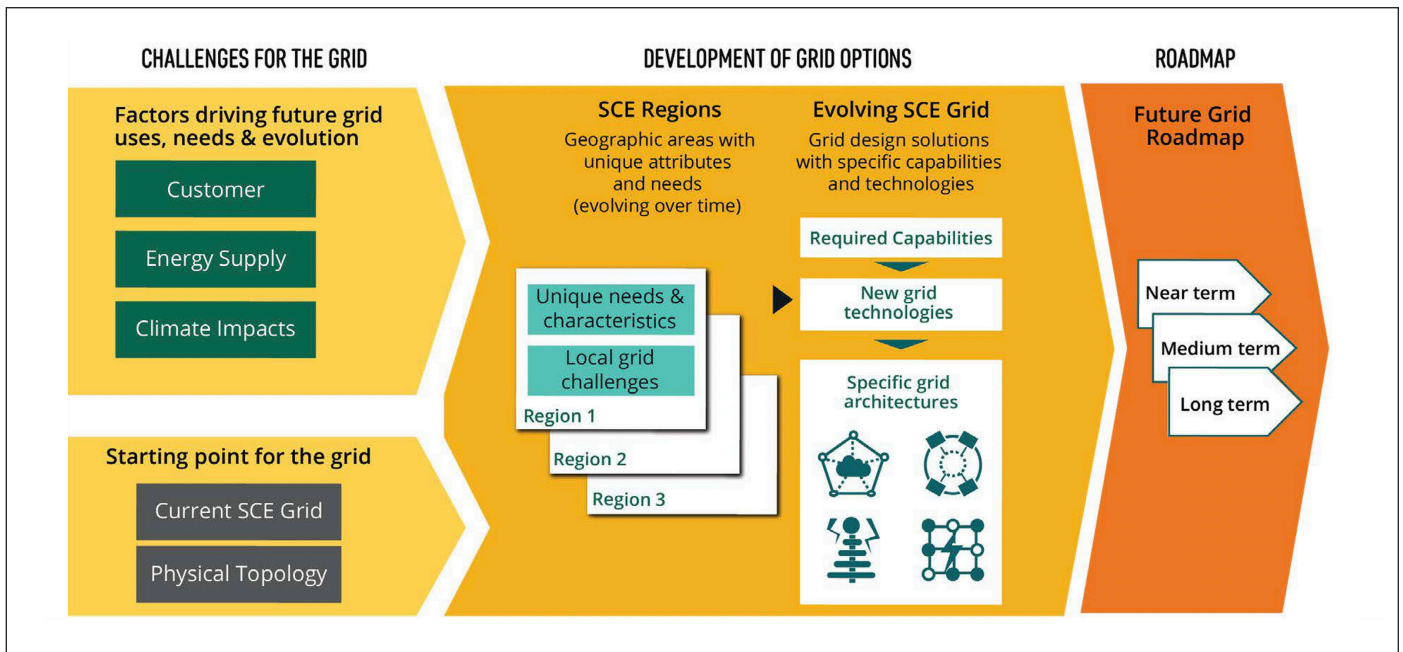 CHALLENGES FOR THE GRID
Factors driving future grid
uses, needs & evolution
Customer
Energy Supply
Climate Impacts
Starting point for the grid
Current SCE Grid
Physical Topology
DEVELOPMENT OF GRID OPTIONS
SCE Regions
Geographic areas with
unique attributes
and needs
(evolving over time)
Unique needs &
characteristics
Local grid
challenges
Region 1
Region 2
Region 3
Evolving SCE Grid
Grid design solutions
with specific capabilities
and technologies
Required Capabilities
New grid
technologies
Specific grid
architectures
ROADMAP
Future Grid
Roadmap
Near term
Medium term
Long term